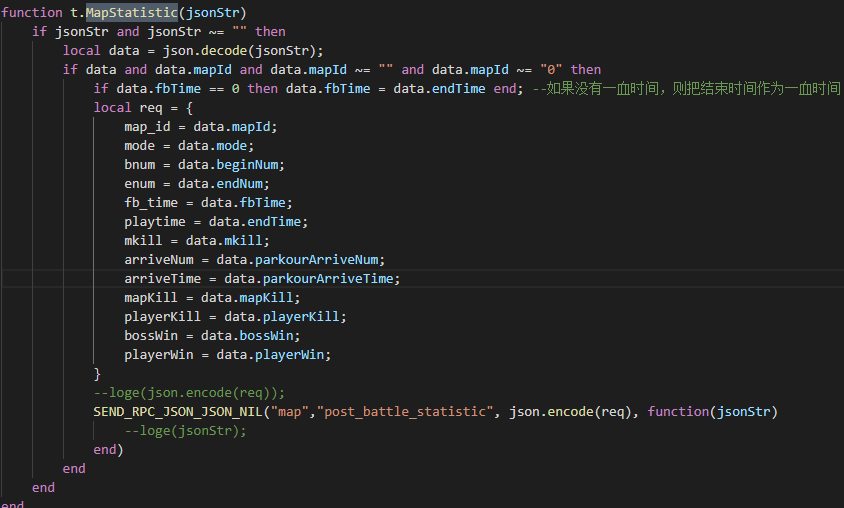 function t.MapStatistic(jsonStr)
if jsonStr and jsonStr ~= "" then
local data = json.decode(jsonStr);
if data and data.mapId and data.mapId ~= "" and data.mapId ~= "0" then
if data.fbTime == 0 then data.fbTime = data.endTime end; --如果没有一血时间，则把结束时间作为一血时间
local req = {
map_id = data.mapId;
mode = data.mode;
bnum = data.beginNum;
enum = data.endNum;
fb_time = data.fbTime;
playtime = data.endTime;
mkill = data.mkill;
arriveNum = data.parkourArriveNum;
arriveTime = data.parkourArriveTime;
mapKill = data.mapKill;
playerKill = data.playerKill;
bossWin = data.bossWin;
playerWin = data.playerWin;
}
--loge(json.encode(req));
SEND_RPC_JSON_JSON_NIL("map","post_battle_statistic", json.encode(req), function(jsonStr)
--loge(jsonStr);
end)
end
end
end